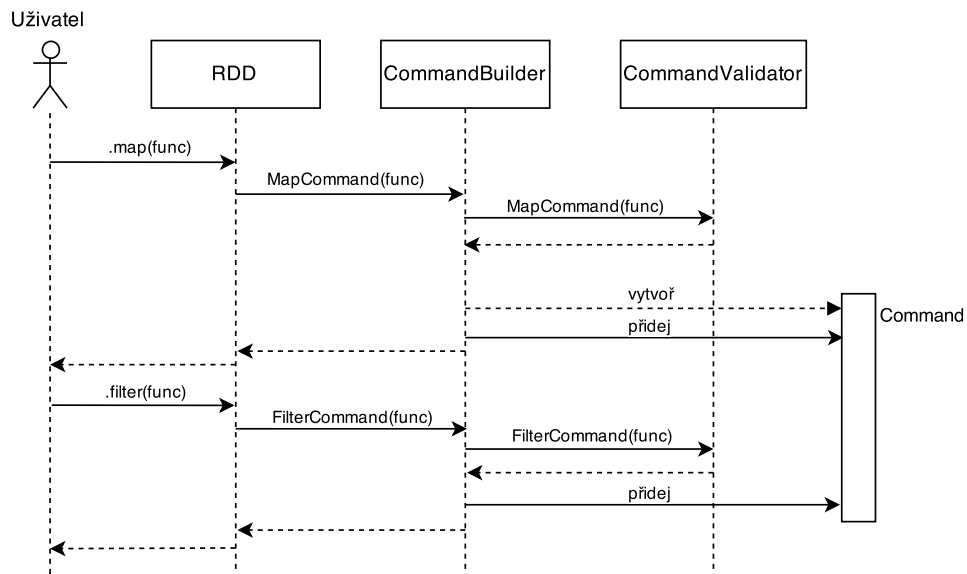 Uživatel
RDD
CommandBuilder
CommandValidator
.map(func)
MapCommand(func)
MapCommand(func)
vytvoř
Command
přidej
.filter(func)
FilterCommand(func)
FilterCommand(func)
přidej